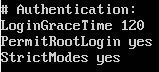 # Authentication:
LoginGraceTime 120
PermitRootLogin yes
StrictModes yes